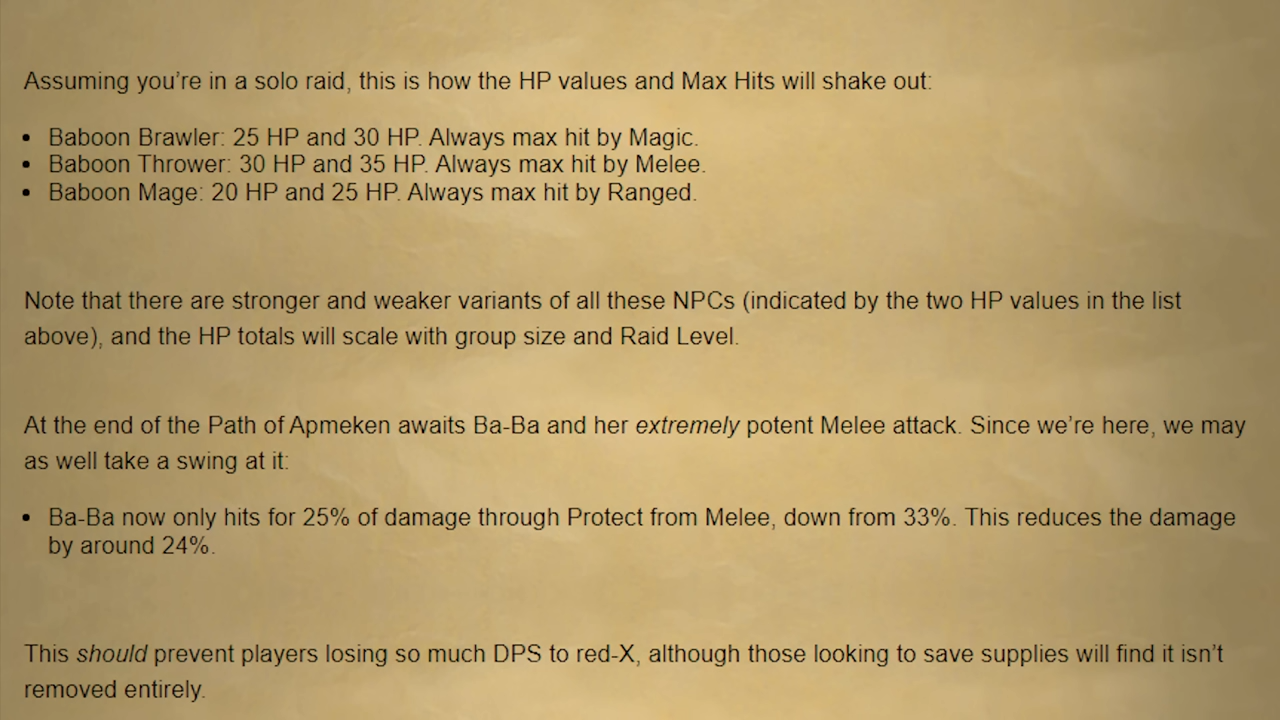 Assuming you’re in a solo raid, this is how the HP values and Max Hits will shake out:
• Baboon Brawler: 25 HP and 30 HP. Always max hit by Magic.
• Baboon Thrower: 30 HP and 35 HP. Always max hit by Melee.
• Baboon Mage: 20 HP and 25 HP. Always max hit by Ranged.
Note that there are stronger and weaker variants of all these NPCs (indicated by the two HP values in the list
above), and the HP totals will scale with group size and Raid Level.
At the end of the Path of Apmeken awaits Ba-Ba and her extremely potent Melee attack. Since we’re here, we may
as well take a swing at it:
• Ba-Ba now only hits for 25% of damage through Protect from Melee, down from 33%. This reduces the damage
by around 24%.
This should prevent players losing so much DPS to red-X, although those looking to save supplies will find it isn’t
removed entirely.